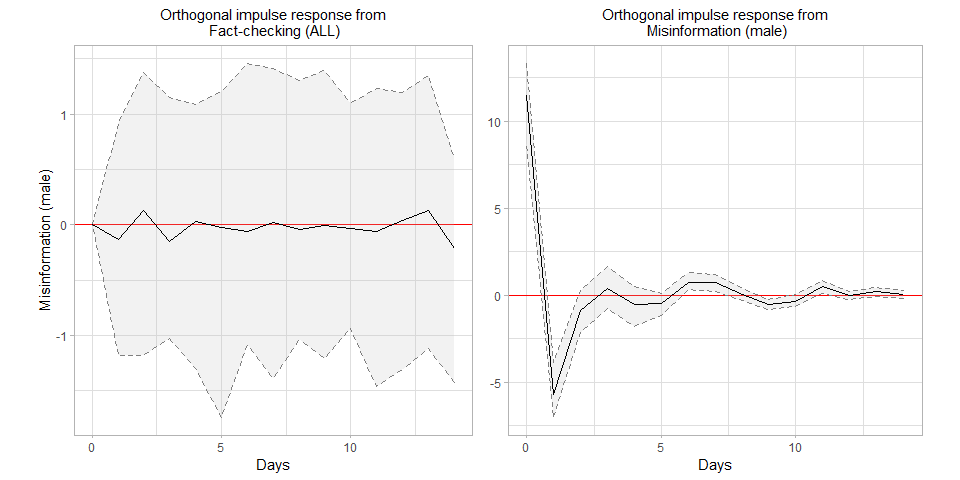 Orthogonal impulse response from
Fact-checking (ALL)
Misinformation (male)
1
0
-1
0
5
10
Days
Orthogonal impulse response from
Misinformation (male)
10
5
0
-5
0
5
10
Days